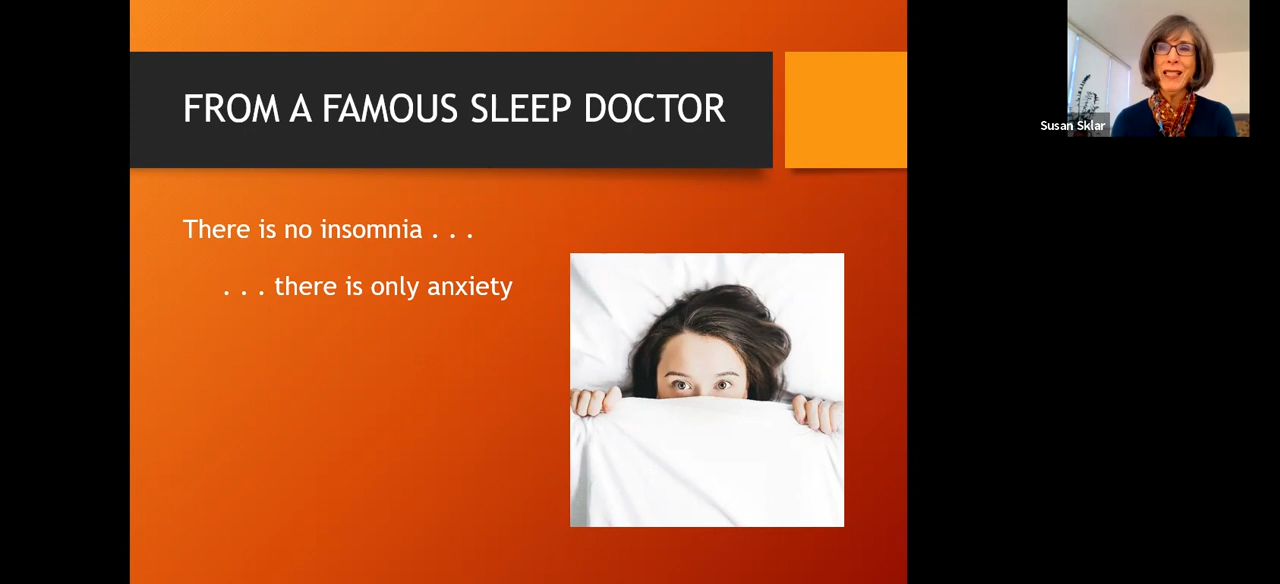 FROM A FAMOUS SLEEP DOCTOR
There is no insomnia . . .
. . . there is only anxiety
Susan Sklar